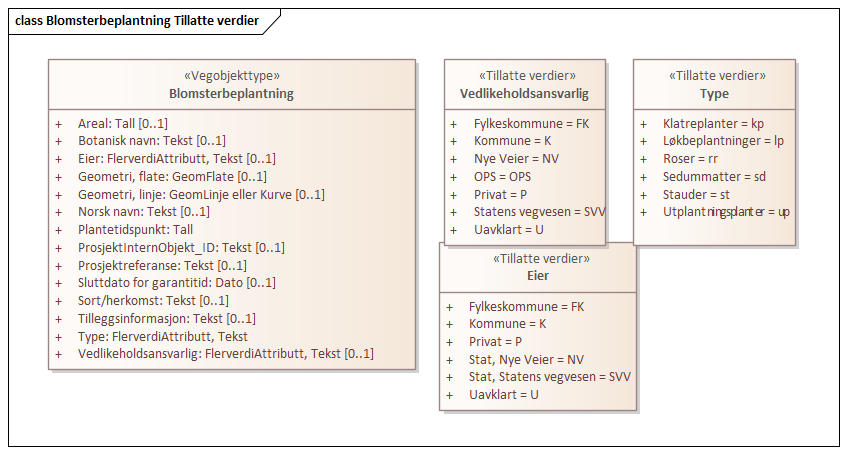 class Blomsterbeplantning Tillatte verdier
«Vegobjekttype»
Blomsterbeplantning
+ Areal: Tall [0..1]
+ Botanisk navn: Tekst [0..1]
+ Eier: FlerverdiAttributt, Tekst [0..1]
+ Geometri, flate: GeomFlate [0..1]
+ Geometri, linje: GeomLinje eller Kurve [0..1]
+ Norsk navn: Tekst [0..1]
+ Plantetidspunkt: Tall
+ ProsjektInternObjekt_ID: Tekst [0..1]
+ Prosjektreferanse: Tekst [0..1]
+ Sluttdato for garantitid: Dato [0..1]
+ Sort/herkomst: Tekst [0..1]
+ Tilleggsinformasjon: Tekst [0..1]
+ Type: FlerverdiAttributt, Tekst
+ Vedlikeholdsansvarlig: FlerverdiAttributt, Tekst [0..1]
«Tillatte verdier»
Vedlikeholdsansvarlig
+ Fylkeskommune = FK
+ Kommune = K
+ Nye Veier = NV
+ OPS = OPS
+ Privat = P
+ Statens vegvesen = SVV
+ Uavklart = U
«Tillatte verdier»
Type
+ Klatreplanter = kp
+ Løkbeplantninger = lp
+ Roser = rr
+ Sedummatter = sd
+ Stauder = st
+ Utplantningsplanter = up
«Tillatte verdier»
Eier
+ Fylkeskommune = FK
+ Kommune = K
+ Privat = P
+ Stat, Nye Veier = NV
+ Stat, Statens vegvesen = SVV
+ Uavklart = U